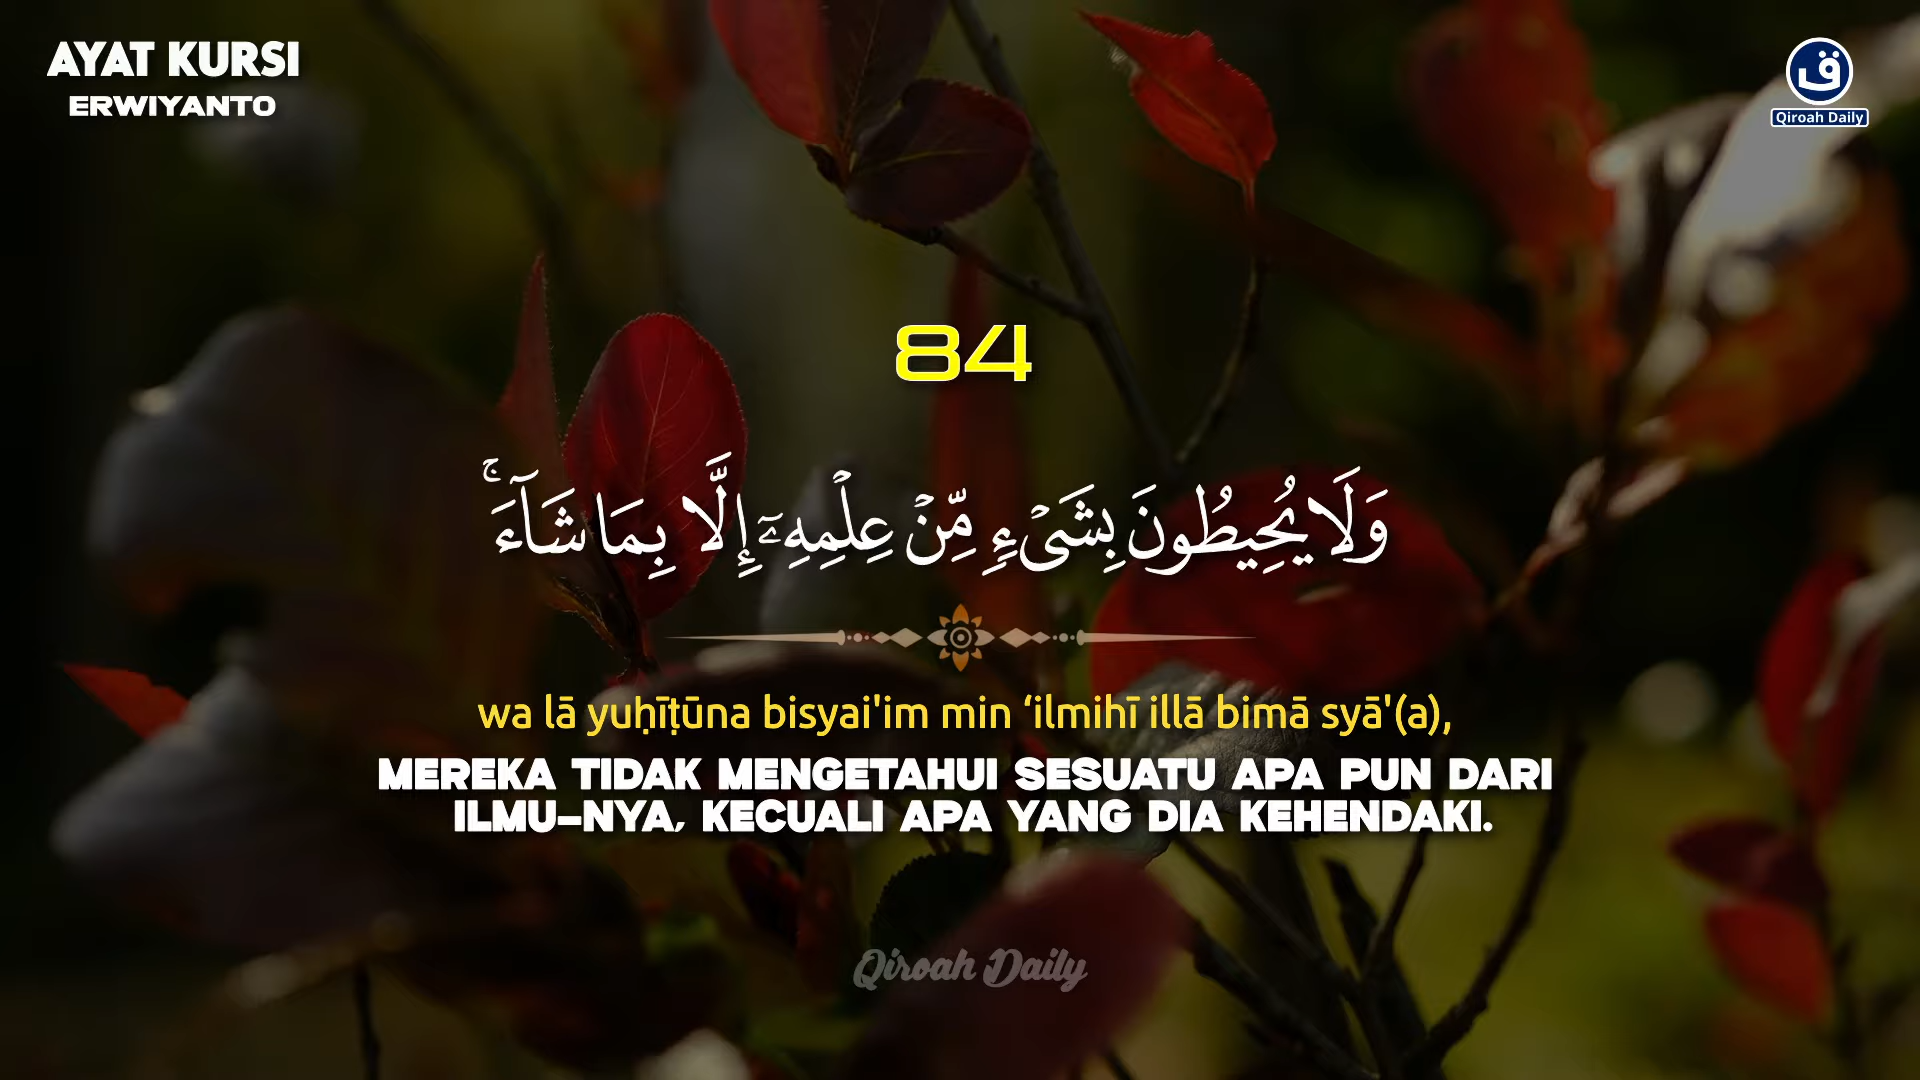 AYAT KURSI
ERWIYANTO
ق
Qiroah Daily
84
وَلَا يُحِيطُونَ بِشَىْءٍ مِّنْ عِلْمِهِۦٓ إِلَّا بِمَا شَآءَ ۚ
wa lā yuḥīṭūna bisyai'im min ‘ilmihī illā bimā syā'(a),
MEREKA TIDAK MENGETAHUI SESUATU APA PUN DARI
ILMU-NYA, KECUALI APA YANG DIA KEHENDAKI.
Qiroah Daily